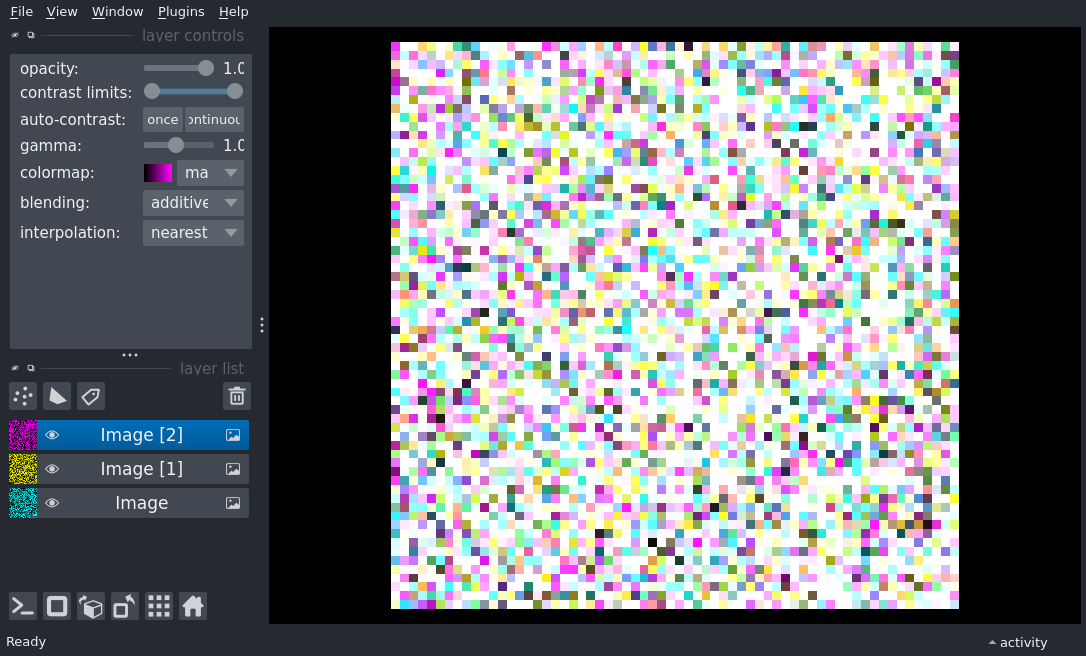 File View Window Plugins Help
layer controls
opacity: 1.0
contrast limits:
auto-contrast: once ontinuou
gamma: 1.0
colormap: ma
blending: additive
interpolation: nearest
layer list
Image [2]
Image [1]
Image
Ready
activity